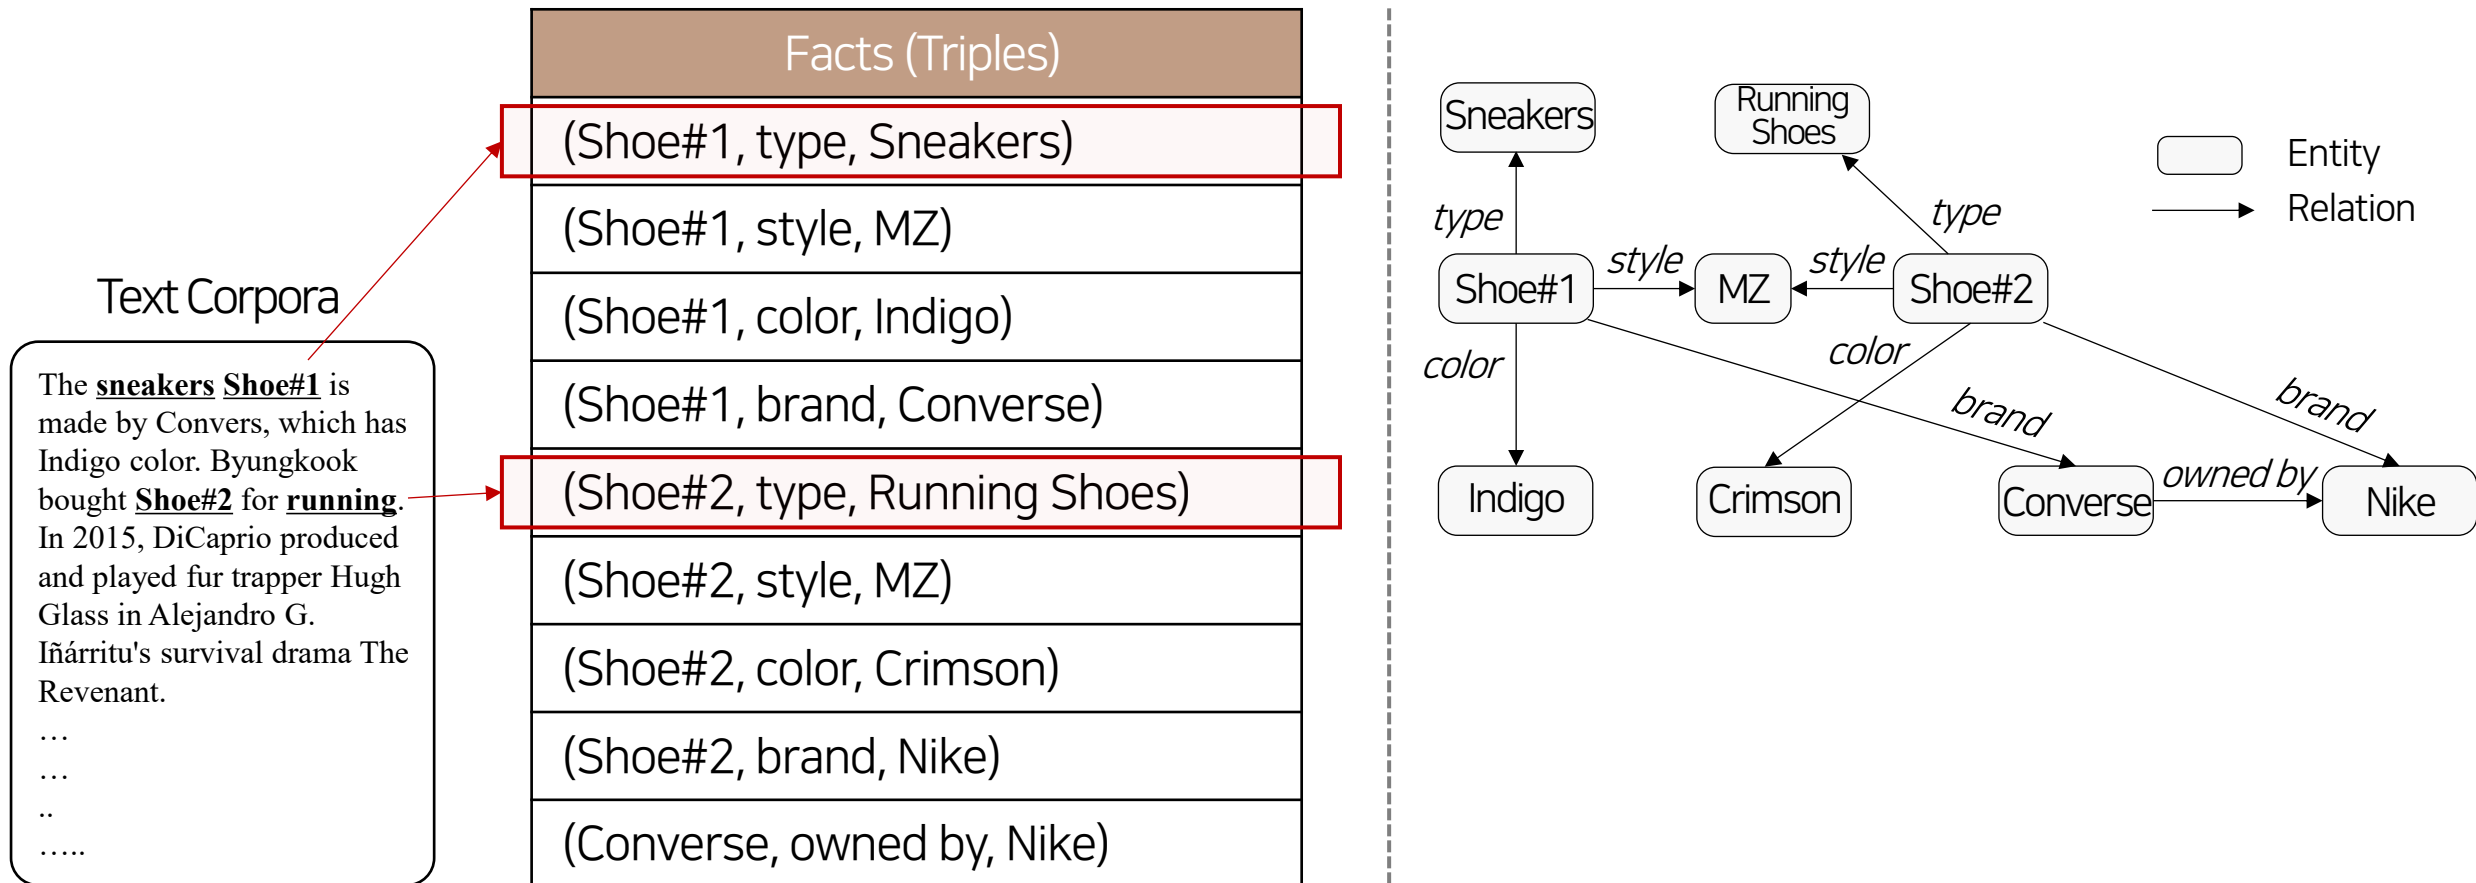 Text Corpora
The sneakers Shoe#1 is
made by Convers, which has
Indigo color. Byungkook
bought Shoe#2 for running.
In 2015, DiCaprio produced
and played fur trapper Hugh
Glass in Alejandro G.
Iñárritu's survival drama The
Revenant.
…
…
..
…..
Facts (Triples)
(Shoe#1, type, Sneakers)
(Shoe#1, style, MZ)
(Shoe#1, color, Indigo)
(Shoe#1, brand, Converse)
(Shoe#2, type, Running Shoes)
(Shoe#2, style, MZ)
(Shoe#2, color, Crimson)
(Shoe#2, brand, Nike)
(Converse, owned by, Nike)
Sneakers
Running
Shoes
type
type
Shoe#1
style
MZ
style
Shoe#2
color
color
brand
brand
Indigo
Crimson
Converse
owned by
Nike
Entity
Relation